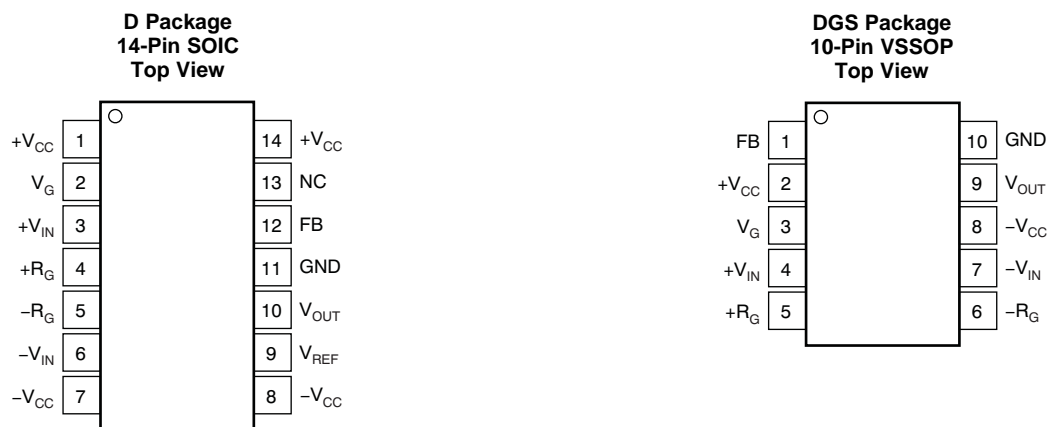 D Package
14-Pin SOIC
Top View
+VCC 1 14 +VCC
VG 2 13 NC
+VIN 3 12 FB
+RG 4 11 GND
−RG 5 10 VOUT
−VIN 6 9 VREF
−VCC 7 8 −VCC
DGS Package
10-Pin VSSOP
Top View
FB 1 10 GND
+VCC 2 9 VOUT
VG 3 8 −VCC
+VIN 4 7 −VIN
+RG 5 6 −RG